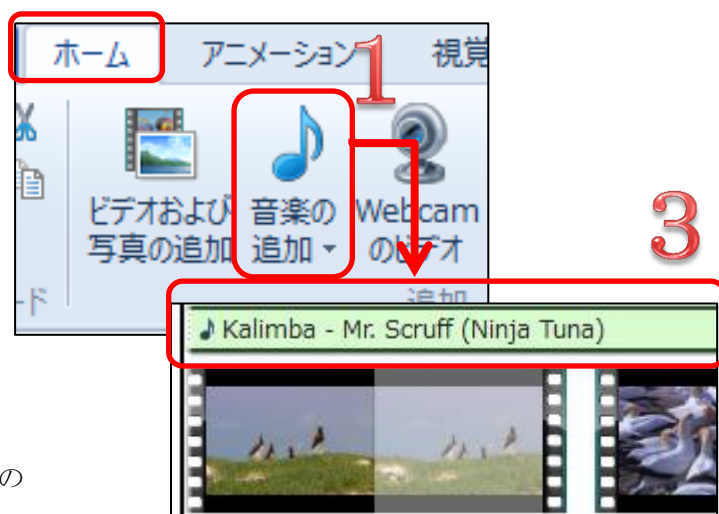 ホーム アニメーション 視覚
1
ビデオおよび 音楽の Webcam
写真の追加 追加 のビデオ
3
ード 追加
Kalimba - Mr. Scruff (Ninja Tuna)
の